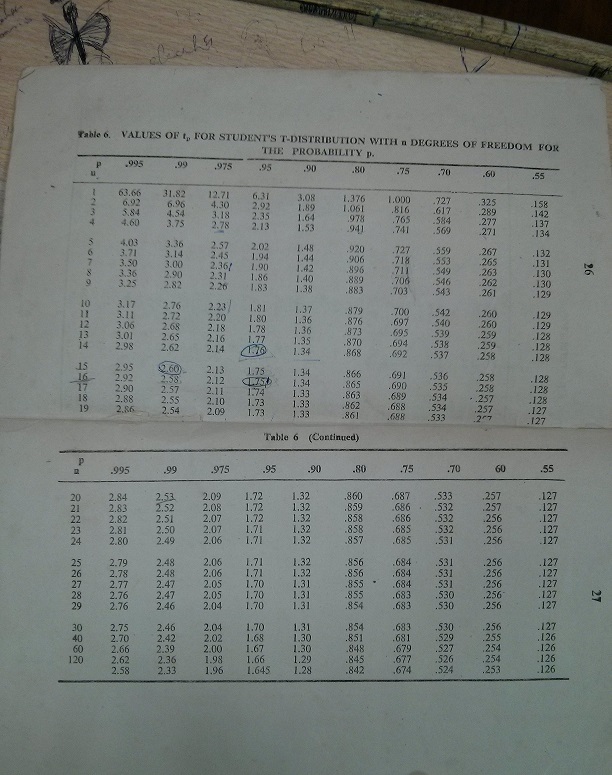 Table 6. VALUES OF tp FOR STUDENT'S T-DISTRIBUTION WITH n DEGREES OF FREEDOM FOR
THE PROBABILITY p.
p
n .995 .99 .975 .95 .90 .80 .75 .70 .60 .55
1 63.66 31.82 12.71 6.31 3.08 1.376 1.000 .727 .325 .158
2 6.92 6.96 4.30 2.92 1.89 1.061 .816 .617 .289 .142
3 5.84 4.54 3.18 2.35 1.64 .978 .765 .584 .277 .137
4 4.60 3.75 2.78 2.13 1.53 .941 .741 .569 .271 .134
5 4.03 3.36 2.57 2.02 1.48 .920 .727 .559 .267 .132
6 3.71 3.14 2.45 1.94 1.44 .906 .718 .553 .265 .131
7 3.50 3.00 2.36 1.90 1.42 .896 .711 .549 .263 .130
8 3.36 2.90 2.31 1.86 1.40 .889 .706 .546 .262 .130
9 3.25 2.82 2.26 1.83 1.38 .883 .703 .543 .261 .129
10 3.17 2.76 2.23 1.81 1.37 .879 .700 .542 .260 .129
11 3.11 2.72 2.20 1.80 1.36 .876 .697 .540 .260 .129
12 3.06 2.68 2.18 1.78 1.36 .873 .695 .539 .259 .128
13 3.01 2.65 2.16 1.77 1.35 .870 .694 .538 .259 .128
14 2.98 2.62 2.14 1.76 1.34 .868 .692 .537 .258 .128
15 2.95 2.60 2.13 1.75 1.34 .866 .691 .536 .258 .128
16 2.92 2.58 2.12 1.75 1.34 .865 .690 .535 .258 .128
17 2.90 2.57 2.11 1.74 1.33 .863 .689 .534 .257 .128
18 2.88 2.55 2.10 1.73 1.33 .862 .688 .534 .257 .127
19 2.86 2.54 2.09 1.73 1.33 .861 .688 .533 .257 .127
26
Table 6 (Continued)
p
n .995 .99 .975 .95 .90 .80 .75 .70 60 .55
20 2.84 2.53 2.09 1.72 1.32 .860 .687 .533 .257 .127
21 2.83 2.52 2.08 1.72 1.32 .859 .686 .532 .257 .127
22 2.82 2.51 2.07 1.72 1.32 .858 .686 .532 .256 .127
23 2.81 2.50 2.07 1.71 1.32 .858 .685 .532 .256 .127
24 2.80 2.49 2.06 1.71 1.32 .857 .685 .531 .256 .127
25 2.79 2.48 2.06 1.71 1.32 .856 .684 .531 .256 .127
26 2.78 2.48 2.06 1.71 1.32 .856 .684 .531 .256 .127
27 2.77 2.47 2.05 1.70 1.31 .855 .684 .531 .256 .127
28 2.76 2.47 2.05 1.70 1.31 .855 .683 .530 .256 .127
29 2.76 2.46 2.04 1.70 1.31 .854 .683 .530 .256 .127
30 2.75 2.46 2.04 1.70 1.31 .854 .683 .530 .256 .127
40 2.70 2.42 2.02 1.68 1.30 .851 .681 .529 .255 .126
60 2.66 2.39 2.00 1.67 1.30 .848 .679 .527 .254 .126
120 2.62 2.36 1.98 1.66 1.29 .845 .677 .526 .254 .126
2.58 2.33 1.96 1.645 1.28 .842 .674 .524 .253 .126
27